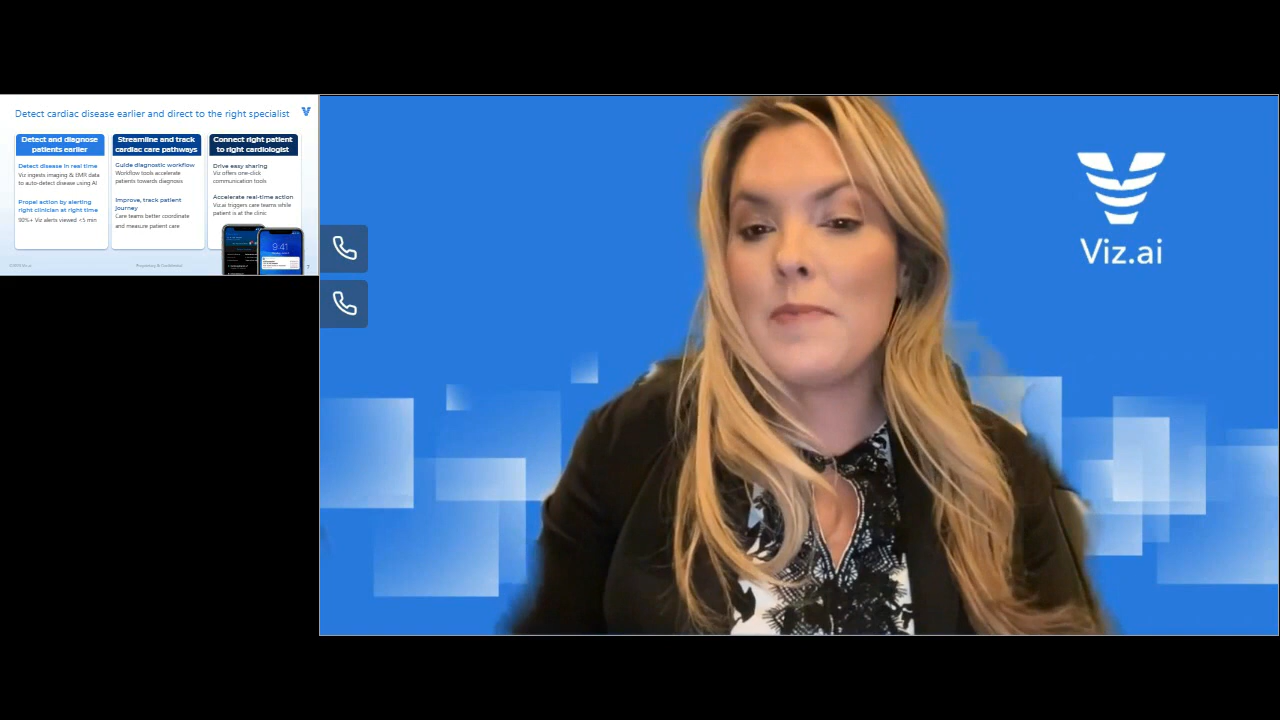 Detect cardiac disease earlier and direct to the right specialist
Detect and diagnose
patients earlier
Detect disease in real time
Viz ingests imaging & EMR data
to auto-detect disease using AI
Propel action by alerting
right clinician at right time
90%+ Viz alerts viewed <5 min
Streamline and track
cardiac care pathways
Guide diagnostic workflow
Workflow tools accelerate
patients towards diagnosis
Improve, track patient
journey
Care teams better coordinate
and measure patient care
Connect right patient
to right cardiologist
Drive easy sharing
Viz offers one-click
communication tools
Accelerate real-time action
Viz.ai triggers care teams while
patient is at the clinic
9:41
Proprietary & Confidential
Viz.ai